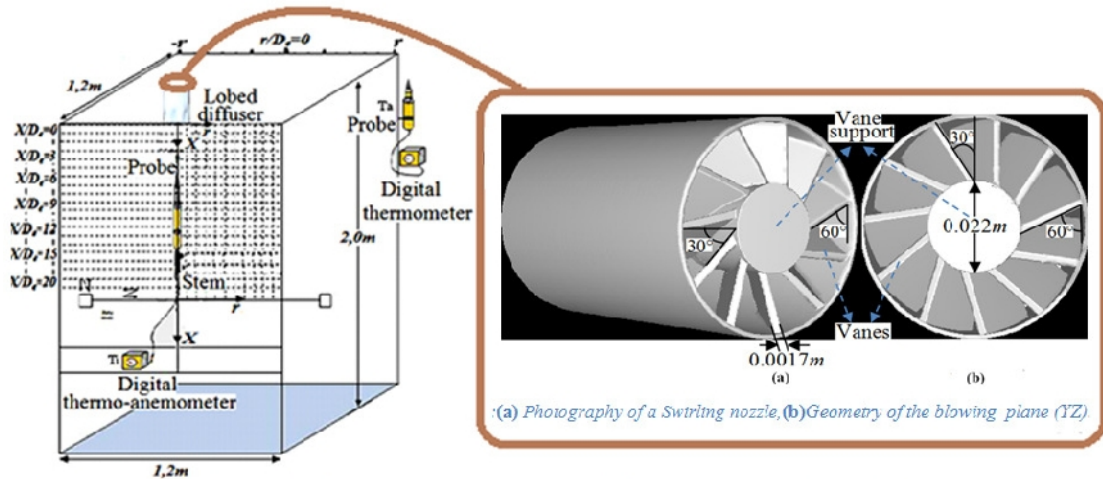 -r
r/Dₑ=0
r
1,2m
Lobed
diffuser
r
X
Ta
Probe
Digital
thermometer
X/Dₑ=0
X/Dₑ=3
X/Dₑ=6
X/Dₑ=9
X/Dₑ=12
X/Dₑ=15
X/Dₑ=20
Probe
2,0m
Stem
r
X
Ti
Digital
thermo-anemometer
1,2m
Vane
support
30°
60°
30°
0.022m
60°
Vanes
0.0017m
(a)
(b)
:(a) Photography of a Swirling nozzle,(b)Geometry of the blowing plane (YZ).